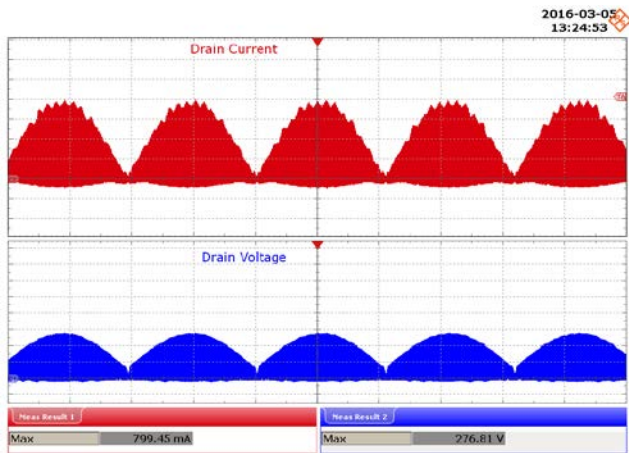 2016-03-05
13:24:53
Drain Current
Drain Voltage
Meas Result 1
Meas Result 2
Max 799.45 mA
Max 276.81 V